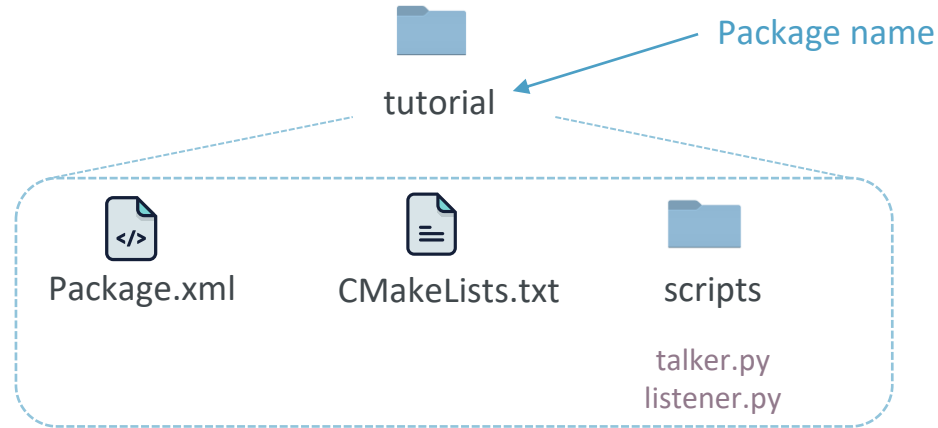 Package name
tutorial
</>
Package.xml
CMakeLists.txt
scripts
talker.py
listener.py